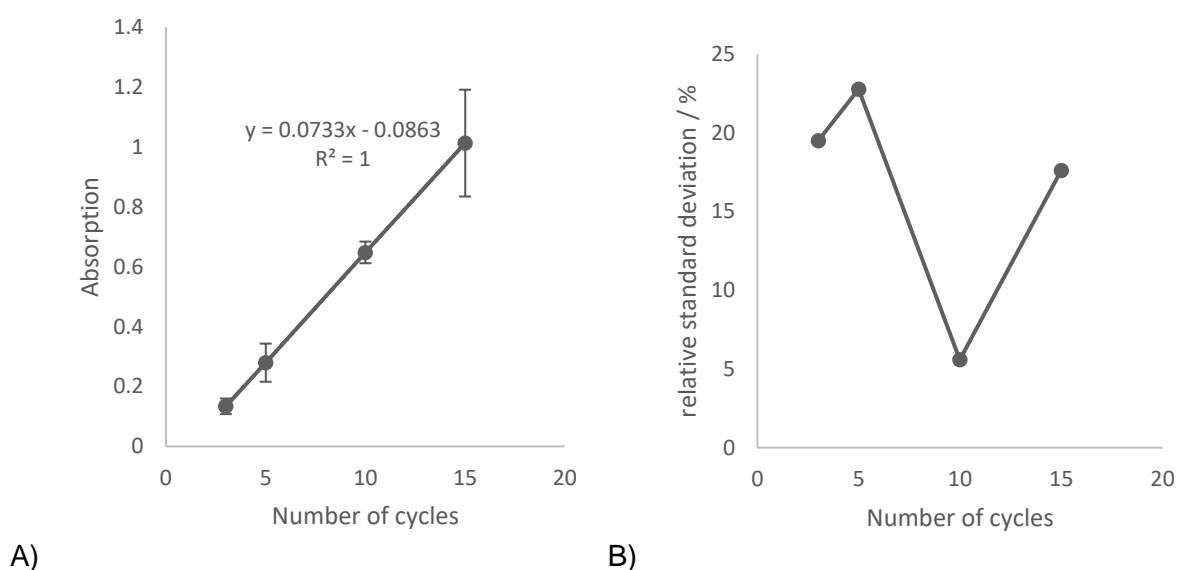 1.4
1.2
1
0.8
0.6
0.4
0.2
0
y = 0.0733x - 0.0863
R² = 1
Absorption
0 5 10 15 20
Number of cycles
A)
25
20
15
10
5
0
relative standard deviation / %
0 5 10 15 20
Number of cycles
B)